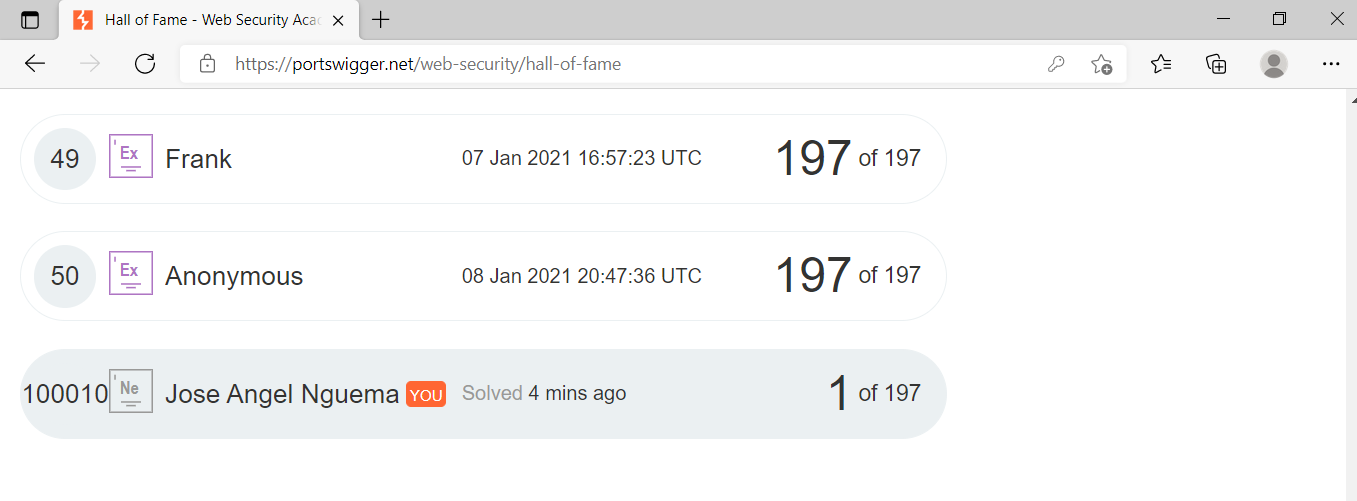 Hall of Fame - Web Security Aca
https://portswigger.net/web-security/hall-of-fame
49 Ex Frank 07 Jan 2021 16:57:23 UTC 197 of 197
50 Ex Anonymous 08 Jan 2021 20:47:36 UTC 197 of 197
100010 Ne Jose Angel Nguema YOU Solved 4 mins ago 1 of 197